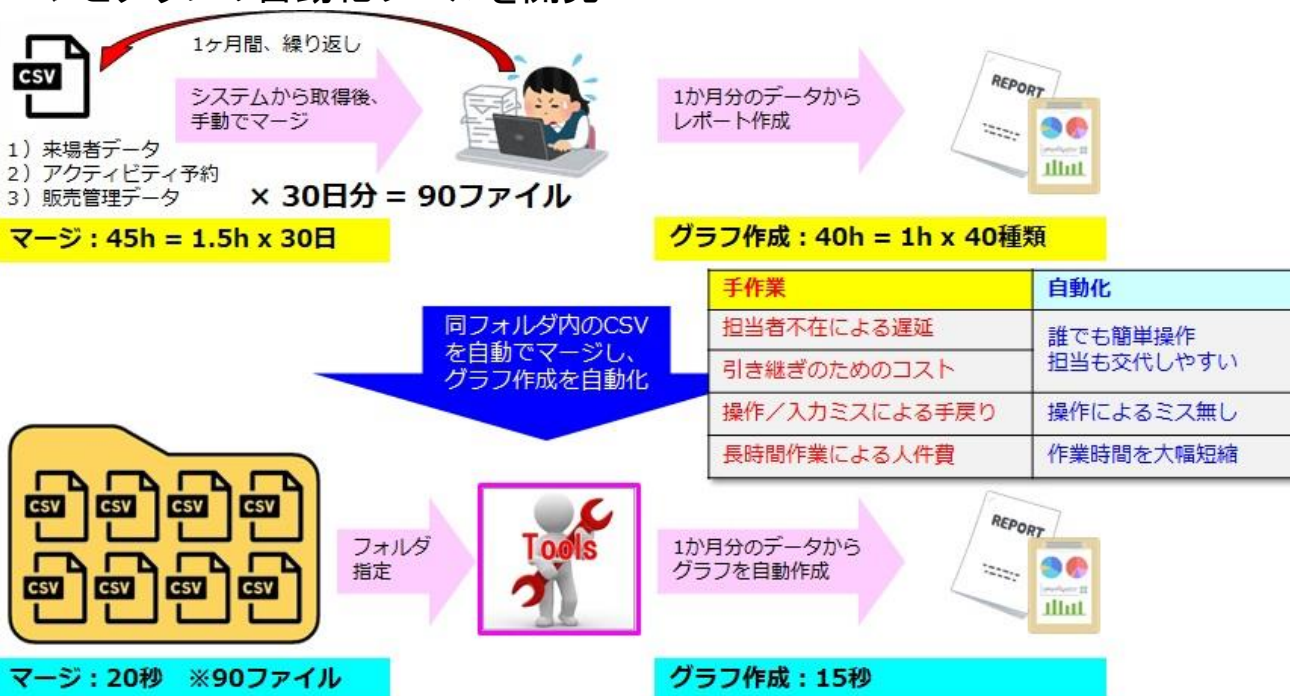 自動化
を開発
CSV
1ヶ月間、繰り返し
システムから取得後、
手動でマージ
1)来場者データ
2)アクティビティ予約
3)販売管理データ
× 30日分 = 90ファイル
1か月分のデータから
レポート作成
REPORT
マージ:45h = 1.5h x 30日
グラフ作成:40h = 1h x 40種類
同フォルダ内のCSV
を自動でマージし、
グラフ作成を自動化
手作業 自動化
担当者不在による遅延
誰でも簡単操作
担当も交代しやすい
引き継ぎのためのコスト
操作/入力ミスによる手戻り 操作によるミス無し
長時間作業による人件費 作業時間を大幅短縮
CSV CSV CSV CSV
CSV CSV CSV CSV
フォルダ
指定
Tools
1か月分のデータから
グラフを自動作成
REPORT
マージ:20秒 ※90ファイル
グラフ作成:15秒